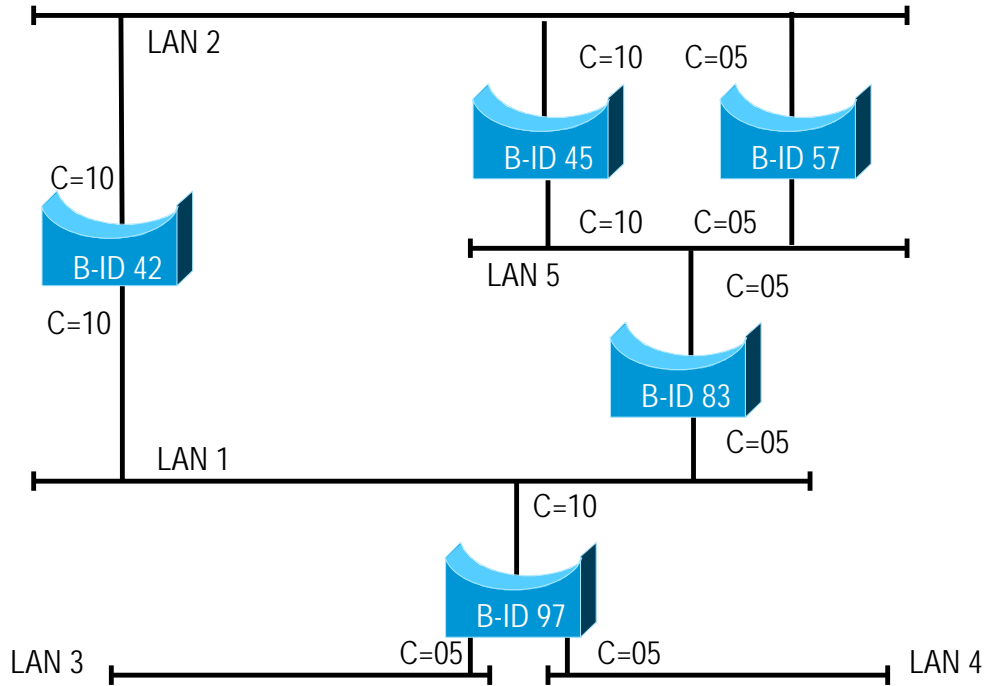 LAN 2
C=10 C=05
B-ID 45 B-ID 57
C=10
C=10 C=05
B-ID 42
LAN 5
C=05
C=10
B-ID 83
C=05
LAN 1
C=10
B-ID 97
C=05 C=05
LAN 3 LAN 4